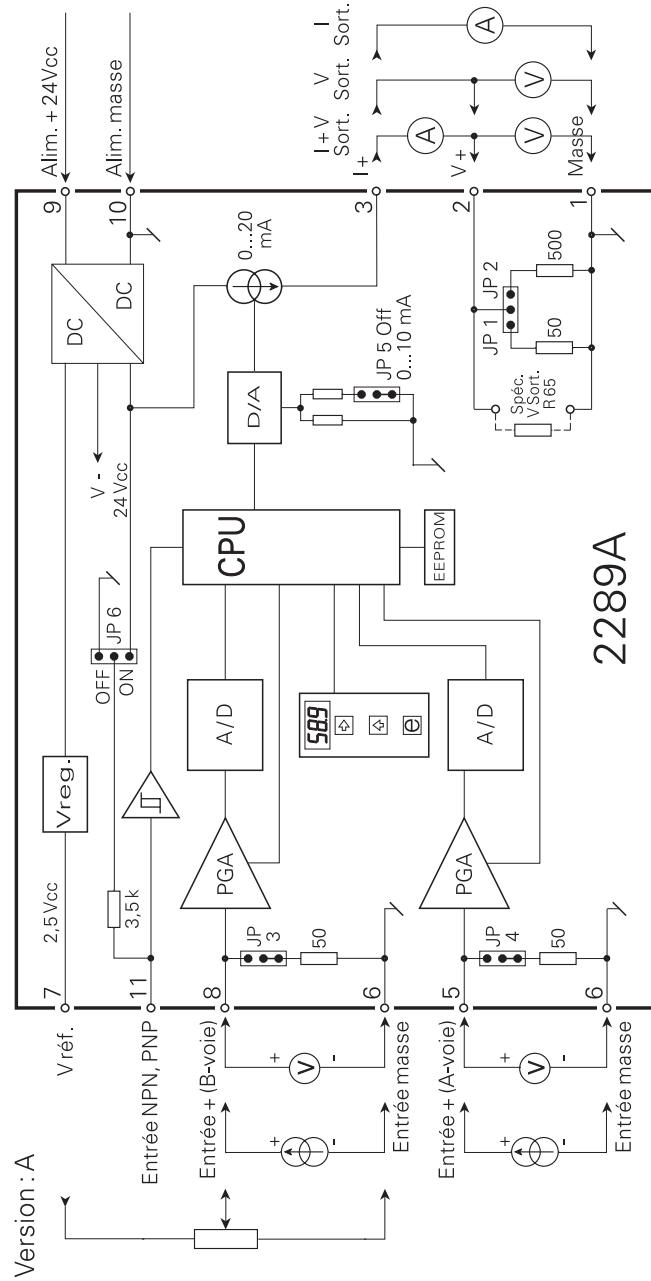 Version : A
7
V réf.
2,5 Vcc
Vreg.
V -
24 Vcc
DC
DC
9
Alim. + 24Vcc
10
Alim. masse
11
Entrée NPN, PNP
3,5 k
OFF
ON
JP 6
8
Entrée + (B-voie)
+
V
-
+
-
6
Entrée masse
JP
3
50
PGA
A/D
58.9
e
CPU
EEPROM
D/A
JP 5 Off
0...10 mA
0...20
mA
5
Entrée + (A-voie)
+
V
-
+
-
6
Entrée masse
JP
4
50
PGA
A/D
2289A
Spéc.
V Sort.
R 65
JP 1
JP 2
50
500
3
I +
2
V +
1
Masse
I + V
Sort.
V
Sort.
I
Sort.
A
V
V
A